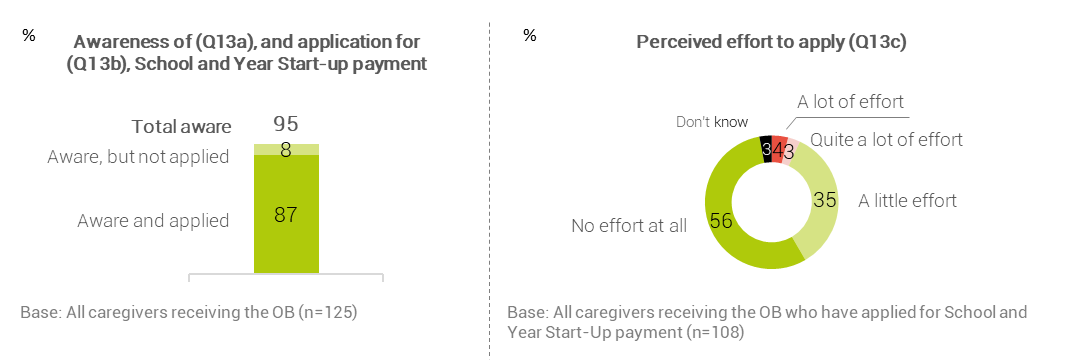 %
Awareness of (Q13a), and application for
(Q13b), School and Year Start-up payment
Total aware 95
Aware, but not applied 8
Aware and applied 87
Base: All caregivers receiving the OB (n=125)
%
Perceived effort to apply (Q13c)
A lot of effort
Don't know
Quite a lot of effort
3 4 3
35 A little effort
No effort at all 56
Base: All caregivers receiving the OB who have applied for School and
Year Start-Up payment (n=108)